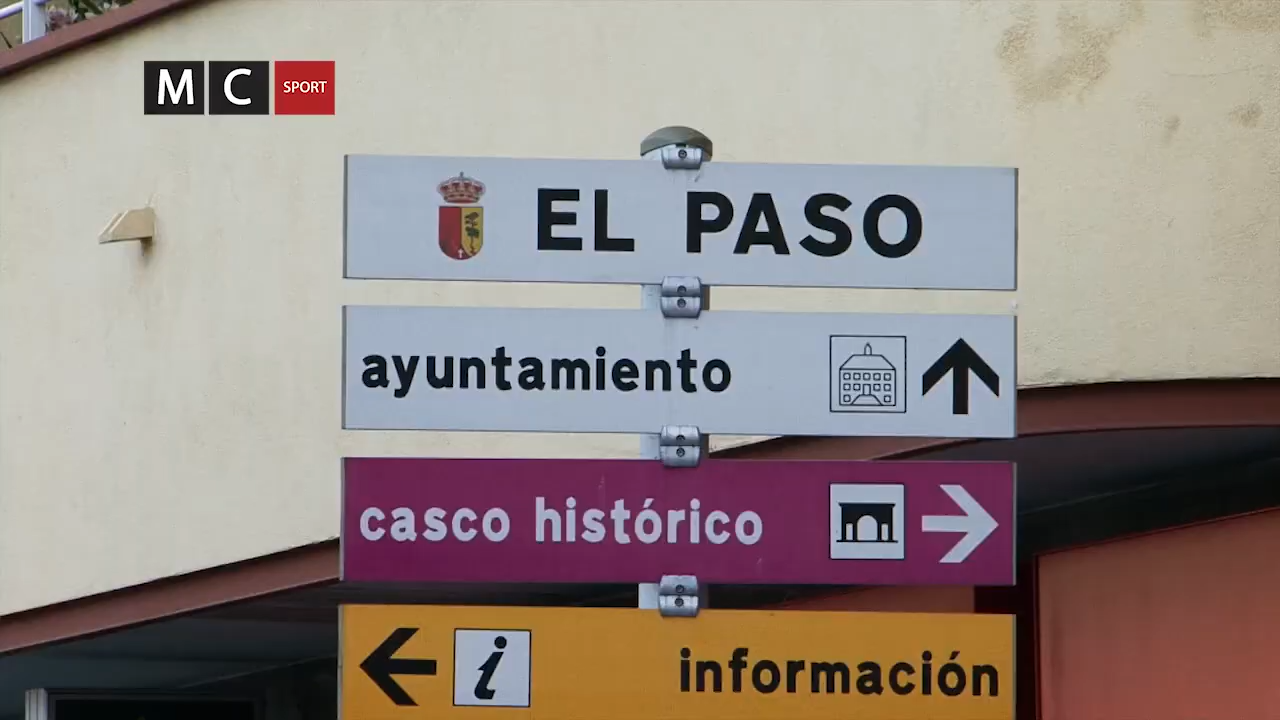 MC SPORT
EL PASO
ayuntamiento
casco histórico
i información